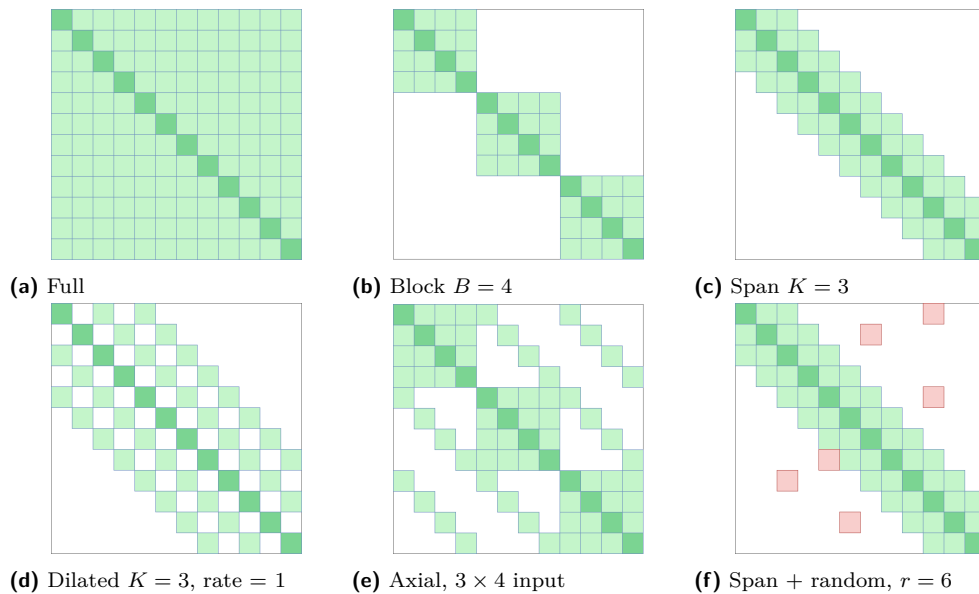 (a) Full
(b) Block B = 4
(c) Span K = 3
(d) Dilated K = 3, rate = 1
(e) Axial, 3 × 4 input
(f) Span + random, r = 6